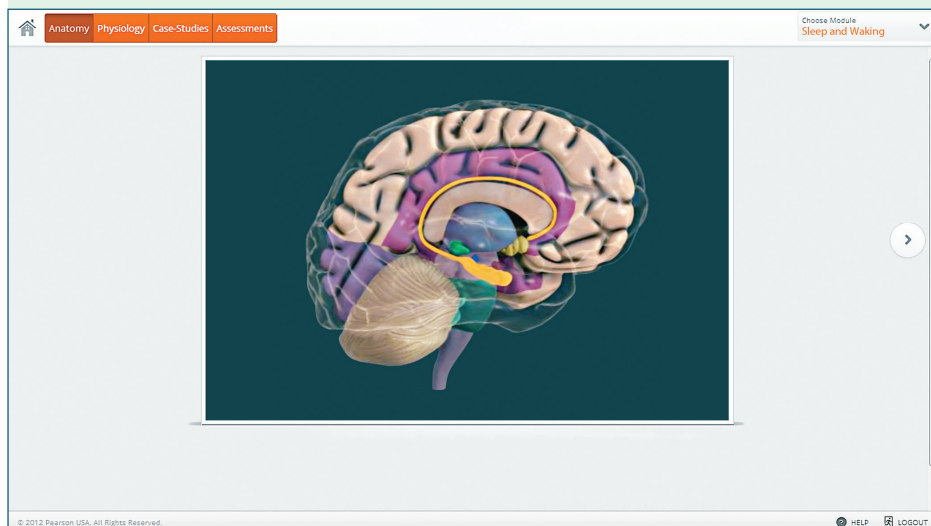 Anatomy Physiology Case-Studies Assessments
Choose Module
Sleep and Waking
© 2012 Pearson USA. All Rights Reserved.
HELP LOGOUT